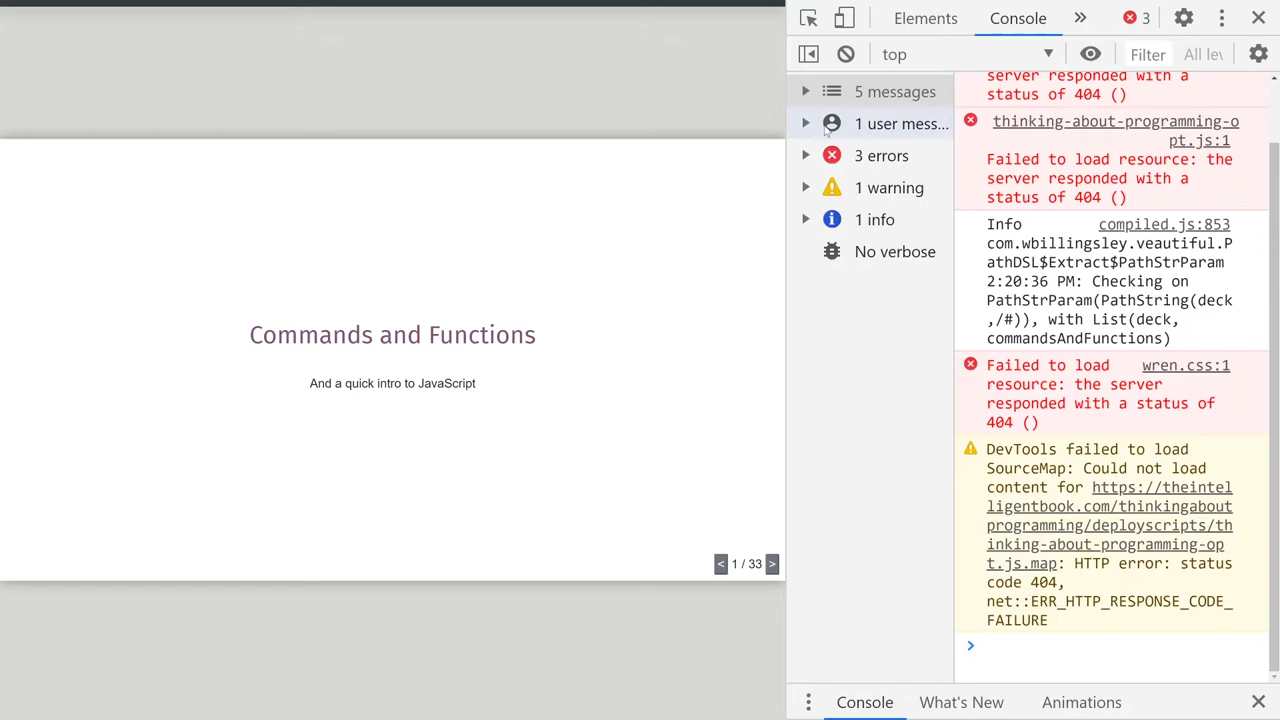 Elements
Console
3
top
Filter
All lev
5 messages
1 user mess...
3 errors
1 warning
1 info
No verbose
server responded with a
status of 404 ()
thinking-about-programming-o
pt.js:1
Failed to load resource: the
server responded with a
status of 404 ()
Info compiled.js:853
com.wbillingsley.veautiful.P
athDSL$Extract$PathStrParam
2:20:36 PM: Checking on
PathStrParam(PathString(deck
,/#)), with List(deck,
commandsAndFunctions)
Failed to load wren.css:1
resource: the server
responded with a status of
404 ()
DevTools failed to load
SourceMap: Could not load
content for https://theintel
ligentbook.com/thinkingabout
programming/deployscripts/th
inking-about-programming-op
t.js.map: HTTP error: status
code 404,
net::ERR_HTTP_RESPONSE_CODE_
FAILURE
>
Commands and Functions
And a quick intro to JavaScript
< 1 / 33 >
Console
What's New
Animations